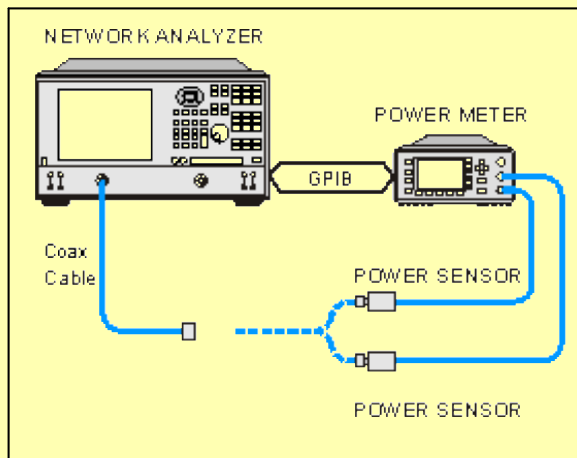 NETWORK ANALYZER
POWER METER
GPIB
Coax
Cable
POWER SENSOR
POWER SENSOR